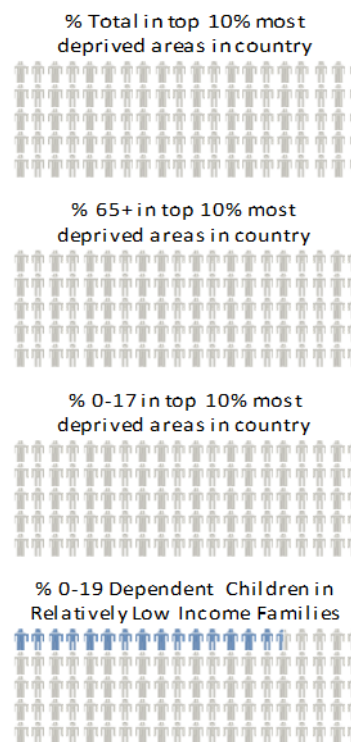 % Total in top 10% most
deprived areas in country
% 65+ in top 10% most
deprived areas in country
% 0-17 in top 10% most
deprived areas in country
% 0-19 Dependent Children in
Relatively Low Income Families